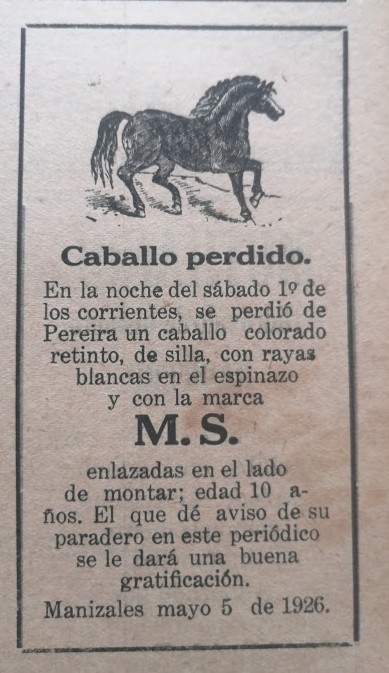 Caballo perdido.
En la noche del sábado 1º de
los corrientes, se perdió de
Pereira un caballo colorado
retinto, de silla, con rayas
blancas en el espinazo
y con la marca
M. S.
enlazadas en el lado
de montar; edad 10 a-
ños. El que dé aviso de su
paradero en este periódico
se le dará una buena
gratificación.
Manizales mayo 5 de 1926.